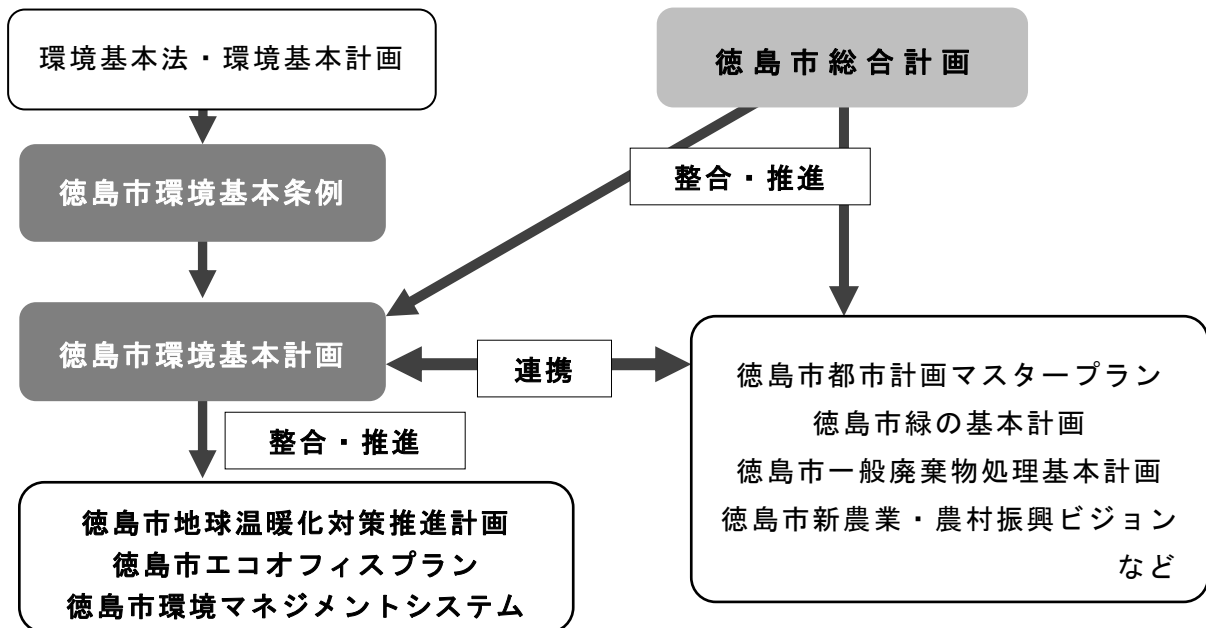 環境基本法・環境基本計画
徳島市総合計画
徳島市環境基本条例
整合・推進
徳島市環境基本計画
連携
徳島市都市計画マスタープラン
徳島市緑の基本計画
徳島市一般廃棄物処理基本計画
徳島市新農業・農村振興ビジョン
など
整合・推進
徳島市地球温暖化対策推進計画
徳島市エコオフィスプラン
徳島市環境マネジメントシステム